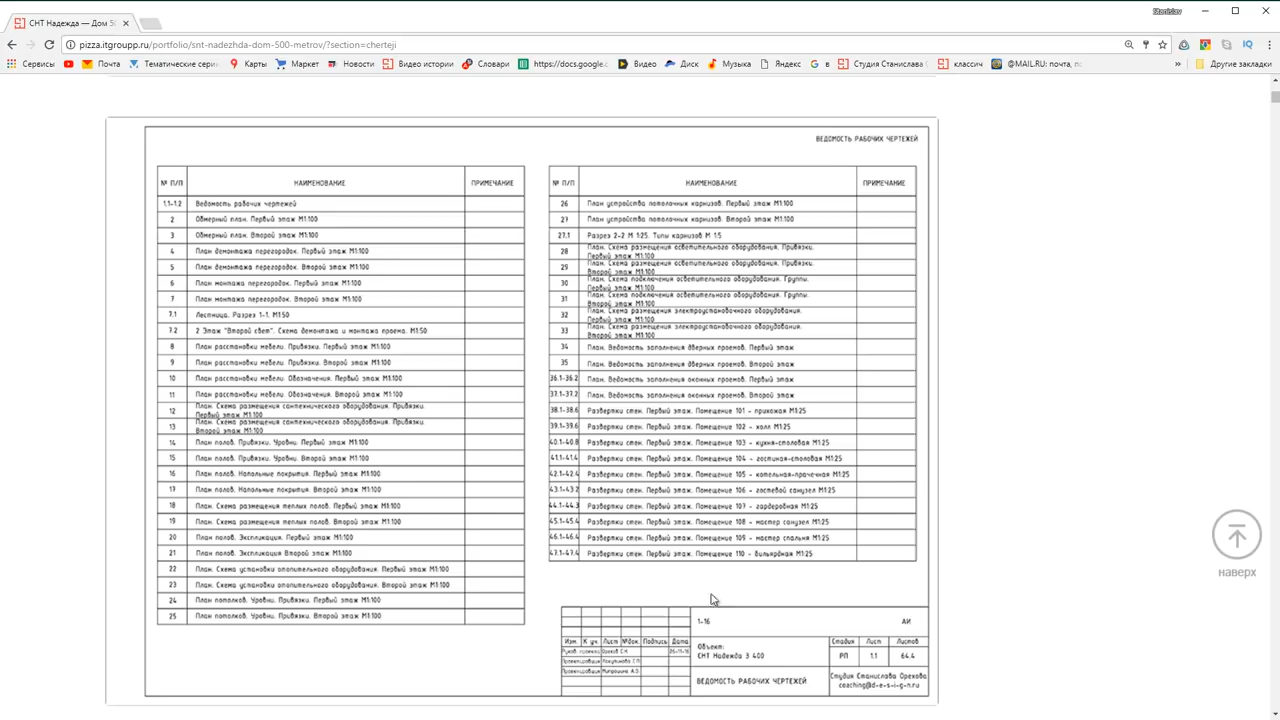 СНТ Надежда — Дом 50
Stanislav
pizza.itgroupp.ru/portfolio/snt-nadezhda-dom-500-metrov/?section=cherteji
Сервисы Почта Тематические сери Карты Маркет Новости Видео истории Словари https://docs.google.c Видео Диск Музыка Яндекс в Студия Станислава классич @MAIL.RU: почта, по » Другие закладки
ВЕДОМОСТЬ РАБОЧИХ ЧЕРТЕЖЕЙ
№ П/П НАИМЕНОВАНИЕ ПРИМЕЧАНИЕ
1.1-1.2 Ведомость рабочих чертежей
2 Обмерный план. Первый этаж М1:100
3 Обмерный план. Второй этаж М1:100
4 План демонтажа перегородок. Первый этаж М1:100
5 План демонтажа перегородок. Второй этаж М1:100
6 План монтажа перегородок. Первый этаж М1:100
7 План монтажа перегородок. Второй этаж М1:100
7.1 Лестница. Разрез 1-1. М1:50
7.2 2 Этаж "Второй свет". Схема демонтажа и монтажа проема. М1:50
8 План расстановки мебели. Привязки. Первый этаж М1:100
9 План расстановки мебели. Привязки. Второй этаж М1:100
10 План расстановки мебели. Обозначения. Первый этаж М1:100
11 План расстановки мебели. Обозначения. Второй этаж М1:100
12 План. Схема размещения сантехнического оборудования. Привязки.
Первый этаж М1:100
13 План. Схема размещения сантехнического оборудования. Привязки.
Второй этаж М1:100
14 План полов. Привязки. Уровни. Первый этаж М1:100
15 План полов. Привязки. Уровни. Второй этаж М1:100
16 План полов. Напольные покрытия. Первый этаж М1:100
17 План полов. Напольные покрытия. Второй этаж М1:100
18 План. Схема размещения теплых полов. Первый этаж М1:100
19 План. Схема размещения теплых полов. Второй этаж М1:100
20 План полов. Экспликация. Первый этаж М1:100
21 План полов. Экспликация Второй этаж М1:100
22 План. Схема установки отопительного оборудования. Первый этаж М1:100
23 План. Схема установки отопительного оборудования. Второй этаж М1:100
24 План потолков. Уровни. Привязки. Первый этаж М1:100
25 План потолков. Уровни. Привязки. Второй этаж М1:100
№ П/П НАИМЕНОВАНИЕ ПРИМЕЧАНИЕ
26 План устройства потолочных карнизов. Первый этаж М1:100
27 План устройства потолочных карнизов. Второй этаж М1:100
27.1 Разрез 2-2 М 1:25. Типы карнизов М 1:5
28 План. Схема размещения осветительного оборудования. Привязки.
Первый этаж М1:100
29 План. Схема размещения осветительного оборудования. Привязки.
Второй этаж М1:100
30 План. Схема подключения осветительного оборудования. Группы.
Первый этаж М1:100
31 План. Схема подключения осветительного оборудования. Группы.
Второй этаж М1:100
32 План. Схема размещения электроустановочного оборудования.
Первый этаж М1:100
33 План. Схема размещения электроустановочного оборудования.
Второй этаж М1:100
34 План. Ведомость заполнения дверных проемов. Первый этаж
35 План. Ведомость заполнения дверных проемов. Второй этаж
36.1-36.2 План. Ведомость заполнения оконных проемов. Первый этаж
37.1-37.2 План. Ведомость заполнения оконных проемов. Второй этаж
38.1-38.6 Развертки стен. Первый этаж. Помещение 101 - прихожая М1:25
39.1-39.6 Развертки стен. Первый этаж. Помещение 102 - холл М1:25
40.1-40.8 Развертки стен. Первый этаж. Помещение 103 - кухня-столовая М1:25
41.1-41.4 Развертки стен. Первый этаж. Помещение 104 - гостиная-столовая М1:25
42.1-42.4 Развертки стен. Первый этаж. Помещение 105 - котельная-прачечная М1:25
43.1-43.2 Развертки стен. Первый этаж. Помещение 106 - гостевой санузел М1:25
44.1-44.3 Развертки стен. Первый этаж. Помещение 107 - гардеробная М1:25
45.1-45.4 Развертки стен. Первый этаж. Помещение 108 - мастер санузел М1:25
46.1-46.4 Развертки стен. Первый этаж. Помещение 109 - мастер спальня М1:25
47.1-47.4 Развертки стен. Первый этаж. Помещение 110 - бильярдная М1:25
наверх
1-16 АИ
Изм. К уч. Лист №док. Подпись Дата
Орехов С.Н. 26-11-16
Проектировщик
Проектировщик Митрошина А.О.
Объект:
СНТ Надежда 3 400
Стадия Лист Листов
РП 1.1 64.4
ВЕДОМОСТЬ РАБОЧИХ ЧЕРТЕЖЕЙ
Студия Станислава Орехова
coaching@d-e-s-i-g-n.ru